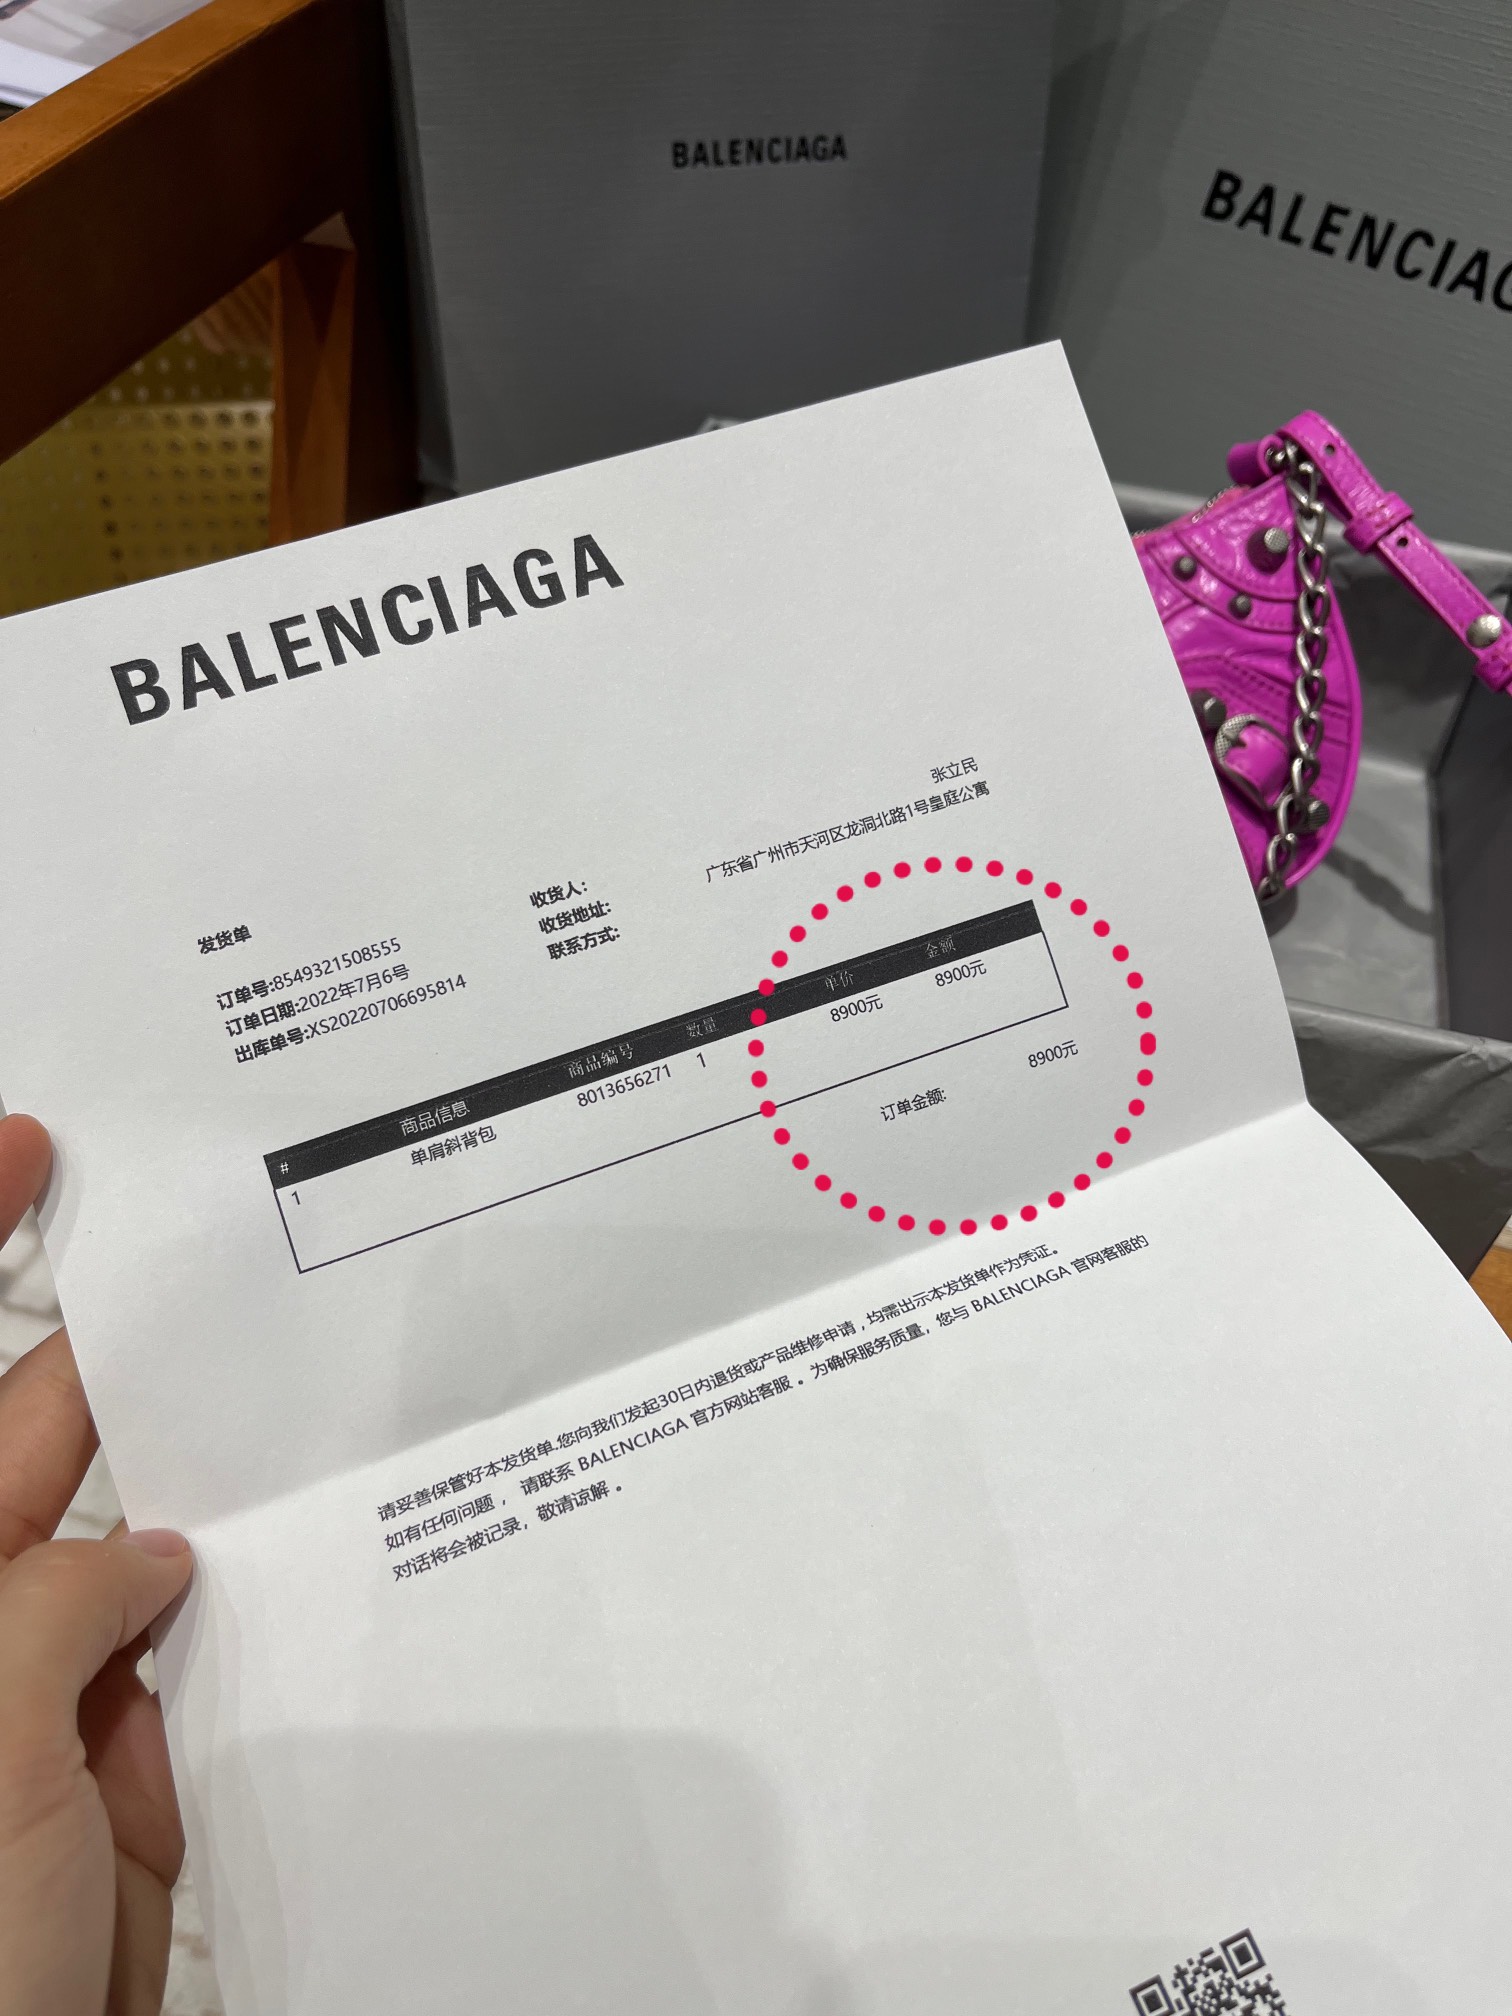 BALENCIAGA
BALENCIAG
BALENCIAGA
张立民
广东省广州市天河区龙洞北路1号皇庭公寓
收货人：
收货地址:
联系方式:
发货单
订单号:8549321508555
订单日期:2022年7月6号
出库单号:XS20220706695814
# 商品信息 商品编号 数量 单价 金额
1 单肩斜背包 8013656271 1 8900元 8900元
订单金额: 8900元
请妥善保管好本发货单.您向我们发起30日内退货或产品维修申请，均需出示本发货单作为凭证。
如有任何问题， 请联系 BALENCIAGA 官方网站客服 。为确保服务质量，您与 BALENCIAGA 官网客服的
对话将会被记录，敬请谅解 。